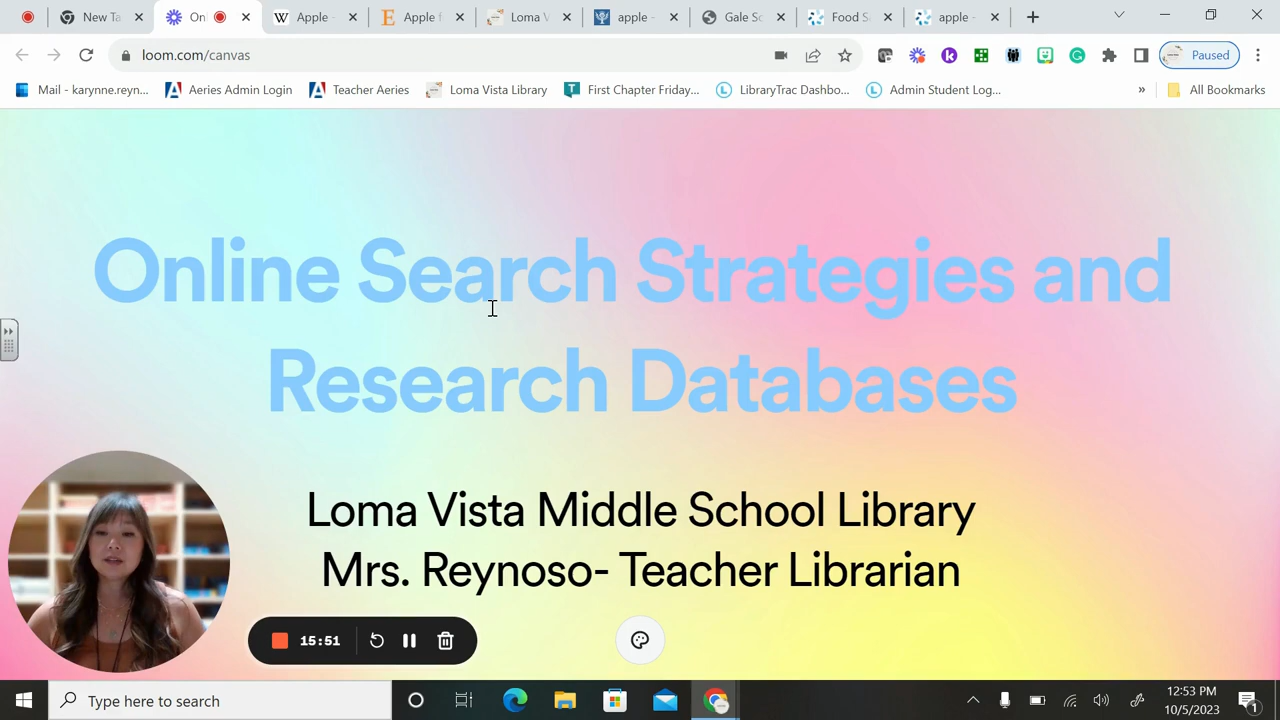 New Ta
On
Apple
Apple
Loma V
apple -
Gale Sc
Food S
apple -
loom.com/canvas
Paused
Mail - karynne.reyn...
Aeries Admin Login
Teacher Aeries
Loma Vista Library
First Chapter Friday...
LibraryTrac Dashbo...
Admin Student Log...
»
All Bookmarks
Online Search Strategies and
Research Databases
Loma Vista Middle School Library
Mrs. Reynoso- Teacher Librarian
15:51
Type here to search
12:53 PM
10/5/2023
1